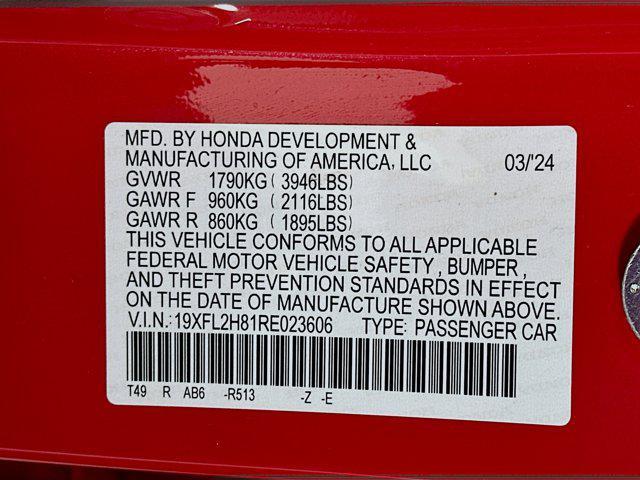 MFD. BY HONDA DEVELOPMENT &
MANUFACTURING OF AMERICA, LLC 03/'24
GVWR 1790KG ( 3946LBS)
GAWR F 960KG ( 2116LBS)
GAWR R 860KG ( 1895LBS)
THIS VEHICLE CONFORMS TO ALL APPLICABLE
FEDERAL MOTOR VEHICLE SAFETY , BUMPER ,
AND THEFT PREVENTION STANDARDS IN EFFECT
ON THE DATE OF MANUFACTURE SHOWN ABOVE.
V.I.N.:19XFL2H81RE023606 TYPE: PASSENGER CAR
T49 R AB6 -R513 -Z -E